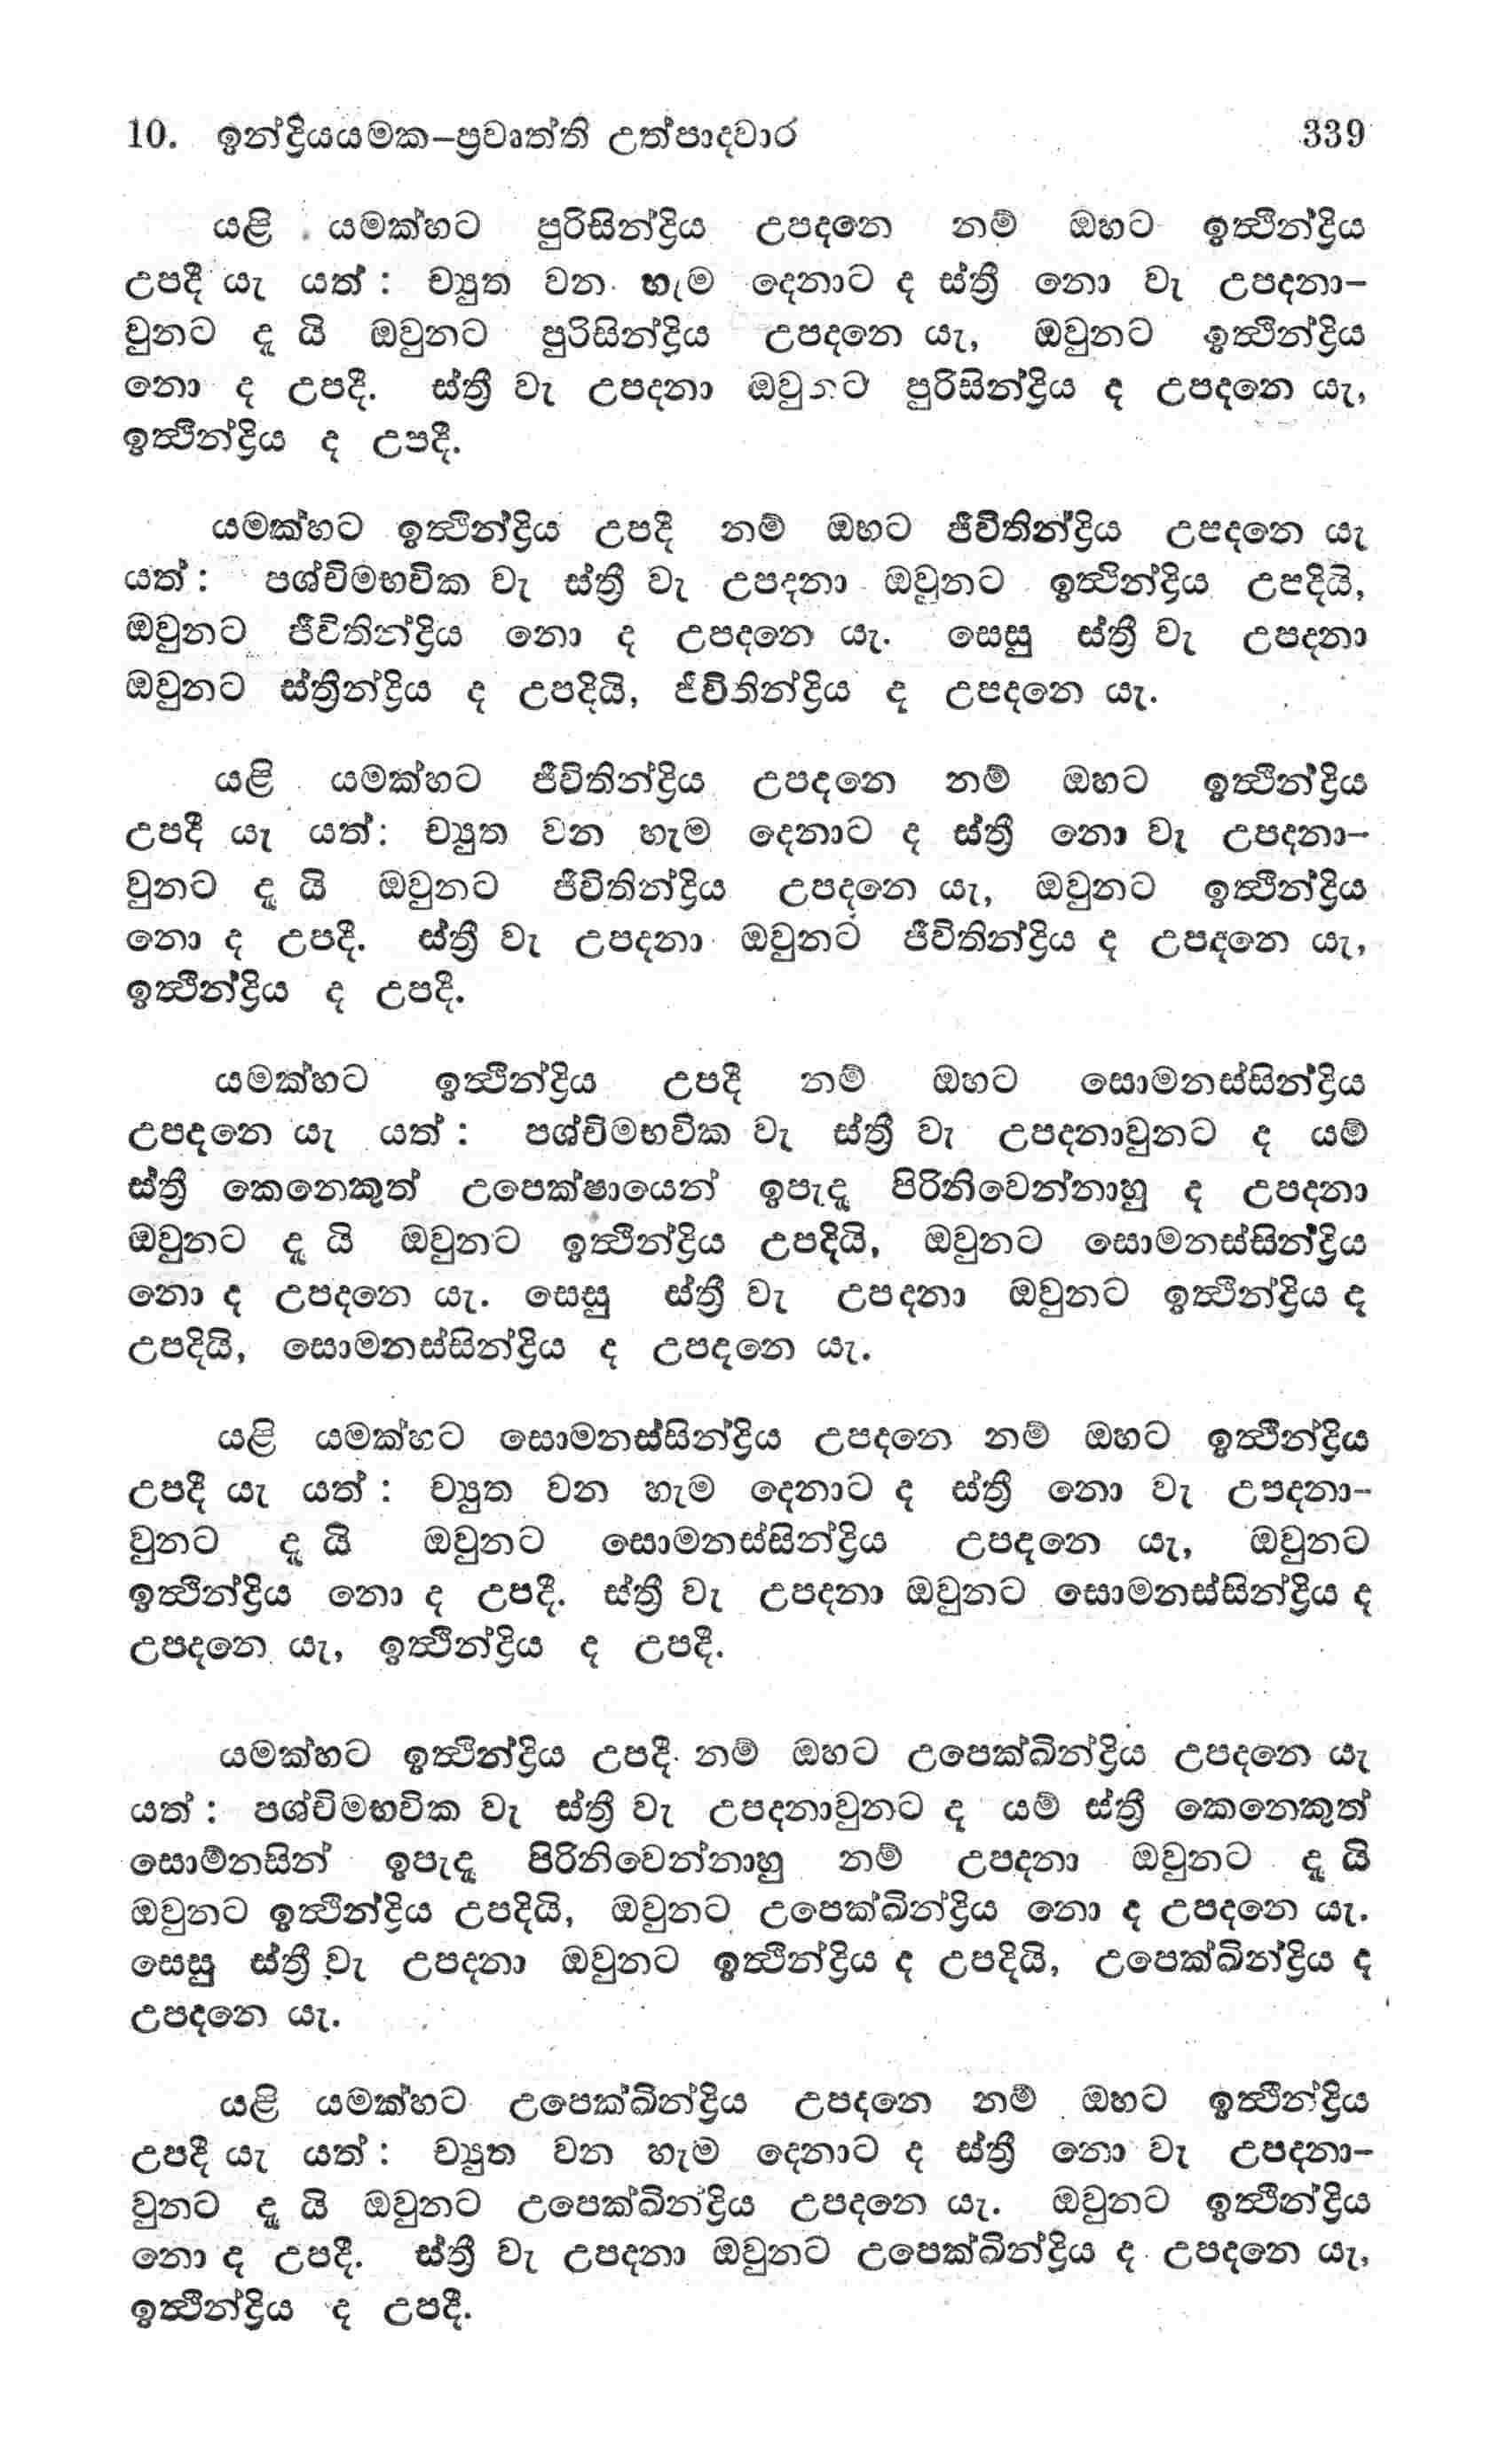 10. ඉන්ද්‍රියයමක–ප්‍රවෘත්ති උත්පාදවාර 339
යළි යමක්හට පුරිසින්ද්‍රිය උපදනෙ නම් ඔහට ඉත්‍ථින්ද්‍රිය
උපදී යැ යත් : ච්‍යුත වන හැම දෙනාට ද ස්ත්‍රී නො වැ උපදනා–
වුනට දැ යි ඔවුනට පුරිසින්ද්‍රිය උපදනෙ යැ, ඔවුනට ඉත්‍ථින්ද්‍රිය
නො ද උපදී. ස්ත්‍රී වැ උපදනා ඔවුනට පුරිසින්ද්‍රිය ද උපදනෙ යැ,
ඉත්‍ථින්ද්‍රිය ද උපදී.
යමක්හට ඉත්‍ථින්ද්‍රිය උපදි නම් ඔහට ජීවිතින්ද්‍රිය උපදනෙ යැ
යත් : පශ්චිමභවික වැ ස්ත්‍රී වැ උපදනා ඔවුනට ඉත්‍ථින්ද්‍රිය උපදියි,
ඔවුනට ජීවිතින්ද්‍රිය නො ද උපදනෙ යැ. සෙසු ස්ත්‍රී වැ උපදනා
ඔවුනට ස්ත්‍රින්ද්‍රිය ද උපදියි, ජීවිතින්ද්‍රිය ද උපදනෙ යැ.
යළි යමක්හට ජීවිතින්ද්‍රිය උපදනෙ නම් ඔහට ඉත්‍ථින්ද්‍රිය
උපදී යැ යත්: ච්‍යුත වන හැම දෙනාට ද ස්ත්‍රී නො වැ උපදනා–
වුනට දැ යි ඔවුනට ජීවිතින්ද්‍රිය උපදනෙ යැ, ඔවුනට ඉත්‍ථින්ද්‍රිය
නො ද උපදී. ස්ත්‍රී වැ උපදනා ඔවුනට ජීවිතින්ද්‍රිය ද උපදනෙ යැ,
ඉත්‍ථින්ද්‍රිය ද උපදි.
යමක්හට ඉත්‍ථින්ද්‍රිය උපදී නම් ඔහට සොමනස්සින්ද්‍රිය
උපදනෙ යැ යත් : පශ්චිමභවික වැ ස්ත්‍රී වැ උපදනාවුනට ද යම්
ස්ත්‍රී කෙනෙකුත් උපෙක්ෂායෙන් ඉපැදැ පිරිනිවෙන්නාහු ද උපදනා
ඔවුනට දැ යි ඔවුනට ඉත්‍ථින්ද්‍රිය උපදියි, ඔවුනට සොමනස්සින්ද්‍රිය
නො ද උපදනෙ යැ. සෙසු ස්ත්‍රී වැ උපදනා ඔවුනට ඉත්‍ථින්ද්‍රිය ද
උපදියි, සොමනස්සින්ද්‍රිය ද උපදනෙ යැ.
යළි යමක්හට සොමනස්සින්ද්‍රිය උපදනෙ නම් ඔහට ඉත්‍ථින්ද්‍රිය
උපදී යැ යත් : ච්‍යුත වන හැම දෙනාට ද ස්ත්‍රී නො වැ උපදනා–
වුනට දැ යි ඔවුනට සොමනස්සින්ද්‍රිය උපදනෙ යැ, ඔවුනට
ඉත්‍ථින්ද්‍රිය නො ද උපදී. ස්ත්‍රී වැ උපදනා ඔවුනට සොමනස්සින්ද්‍රිය ද
උපදනෙ යැ, ඉත්‍ථින්ද්‍රිය ද උපදී.
යමක්හට ඉත්‍ථින්ද්‍රිය උපදී නම් ඔහට උපෙක්ඛින්ද්‍රිය උපදනෙ යැ
යත් : පශ්චිමභවික වැ ස්ත්‍රී වැ උපදනාවුනට ද යම් ස්ත්‍රී කෙනෙකුත්
සොම්නසින් ඉපැදැ පිරිනිවෙන්නාහු නම් උපදනා ඔවුනට දැ යි
ඔවුනට ඉත්‍ථින්ද්‍රිය උපදියි, ඔවුනට උපෙක්ඛින්ද්‍රිය නො ද උපදනෙ යැ.
සෙසු ස්ත්‍රී වැ උපදනා ඔවුනට ඉත්‍ථින්ද්‍රිය ද උපදියි, උපෙක්ඛින්ද්‍රිය ද
උපදනෙ යැ.
යළි යමක්හට උපෙක්ඛින්ද්‍රිය උපදනෙ නම් ඔහට ඉත්‍ථින්ද්‍රිය
උපදී යැ යත් : ච්‍යුත වන හැම දෙනාට ද ස්ත්‍රී නො වැ උපදනා–
වුනට දැ යි ඔවුනට උපෙක්ඛින්ද්‍රිය උපදනෙ යැ. ඔවුනට ඉත්‍ථින්ද්‍රිය
නො ද උපදී. ස්ත්‍රී වැ උපදනා ඔවුනට උපෙක්ඛින්ද්‍රිය ද උපදනෙ යැ,
ඉත්‍ථින්ද්‍රිය ද උපදී.